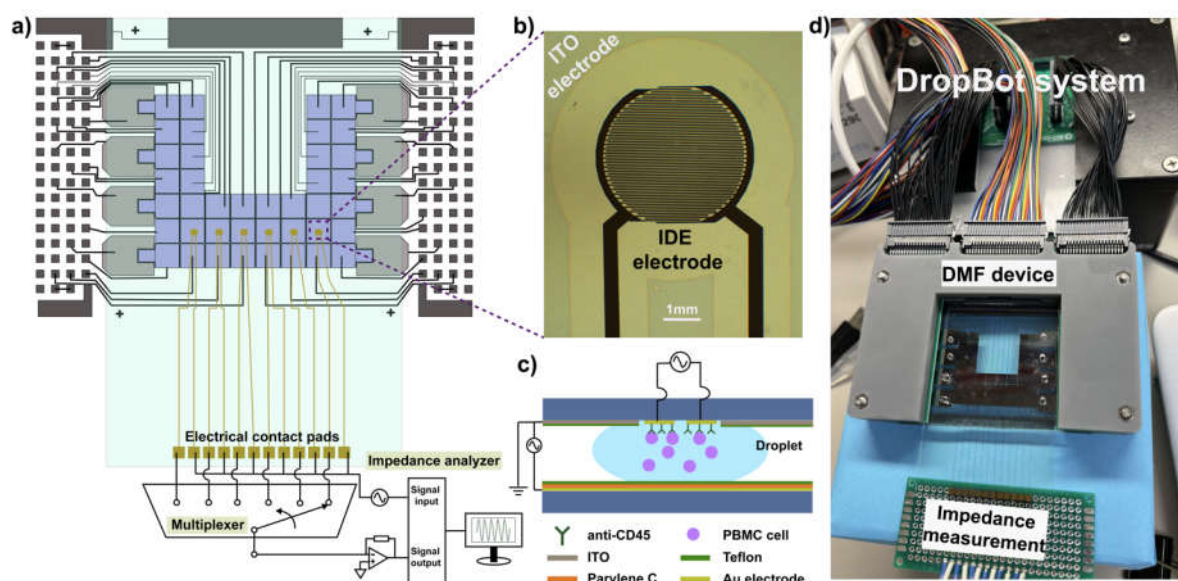 a)
Electrical contact pads
Impedance analyzer
Multiplexer
Signal
input
Signal
output
b)
ITO
electrode
IDE
electrode
1mm
c)
Droplet
anti-CD45
PBMC cell
ITO
Teflon
Parylene C
Au electrode
d)
DropBot system
DMF device
Impedance
measurement